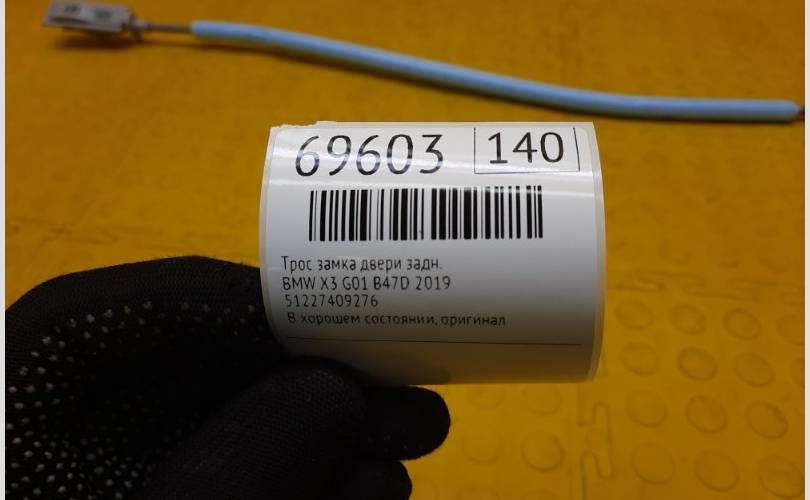 69603 140
Трос замка двери задн.
BMW X3 G01 B47D 2019
51227409276
В хорошем состоянии, оригинал